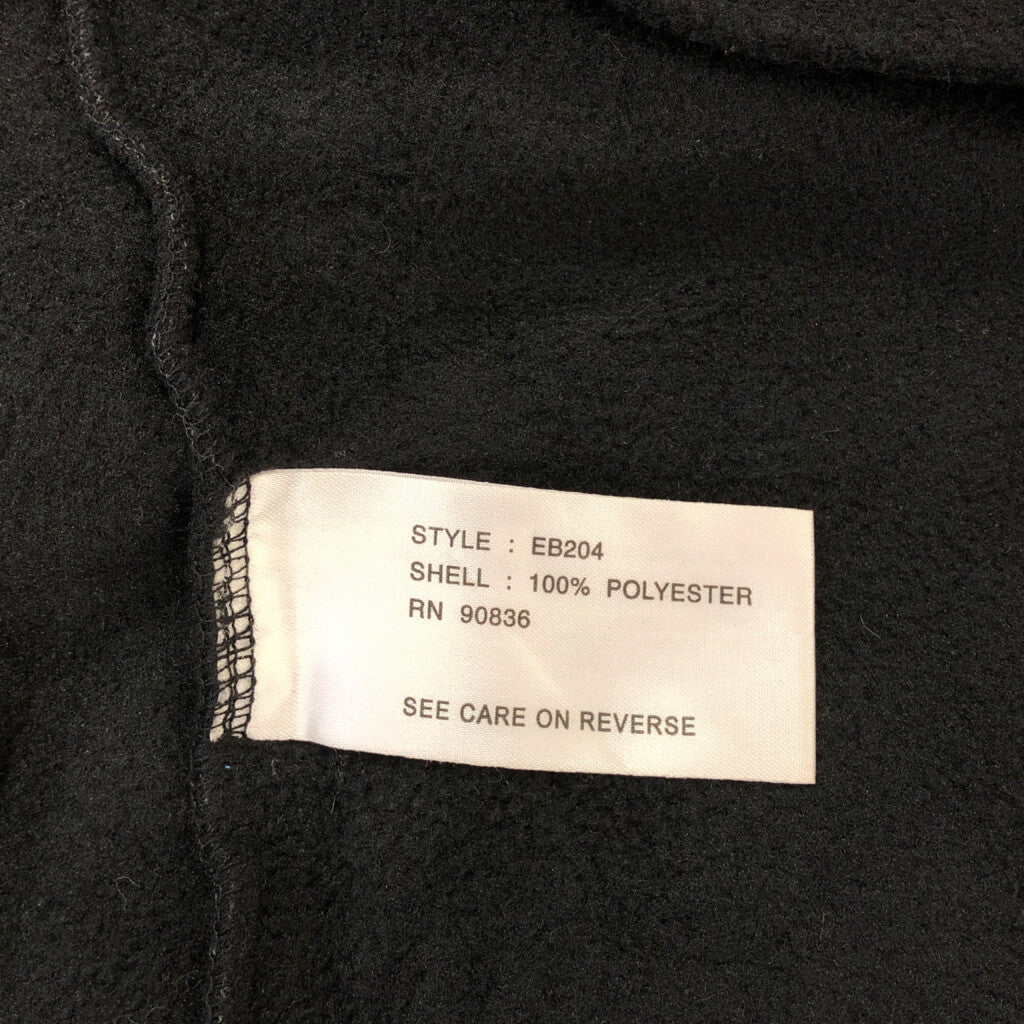 STYLE : EB204
SHELL : 100% POLYESTER
RN 90836
SEE CARE ON REVERSE